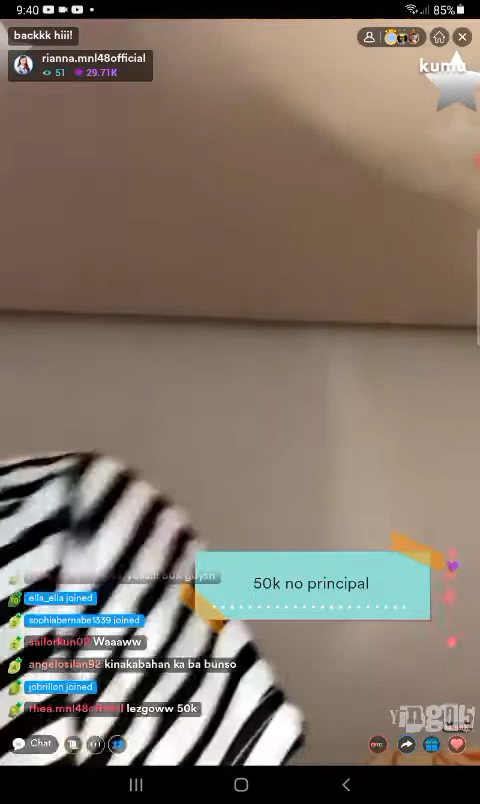 9:40
85%
backkk hiii!
rianna.mnl48official
51 29.71K
kumu
50k no principal
ella_ella joined
sophiabernabe1339 joined
sailorkun02 Waaaww
angelosilan92 kinakabahan ka ba bunso
jobrillon joined
rhea.mnl48official lezgoww 50k
Chat